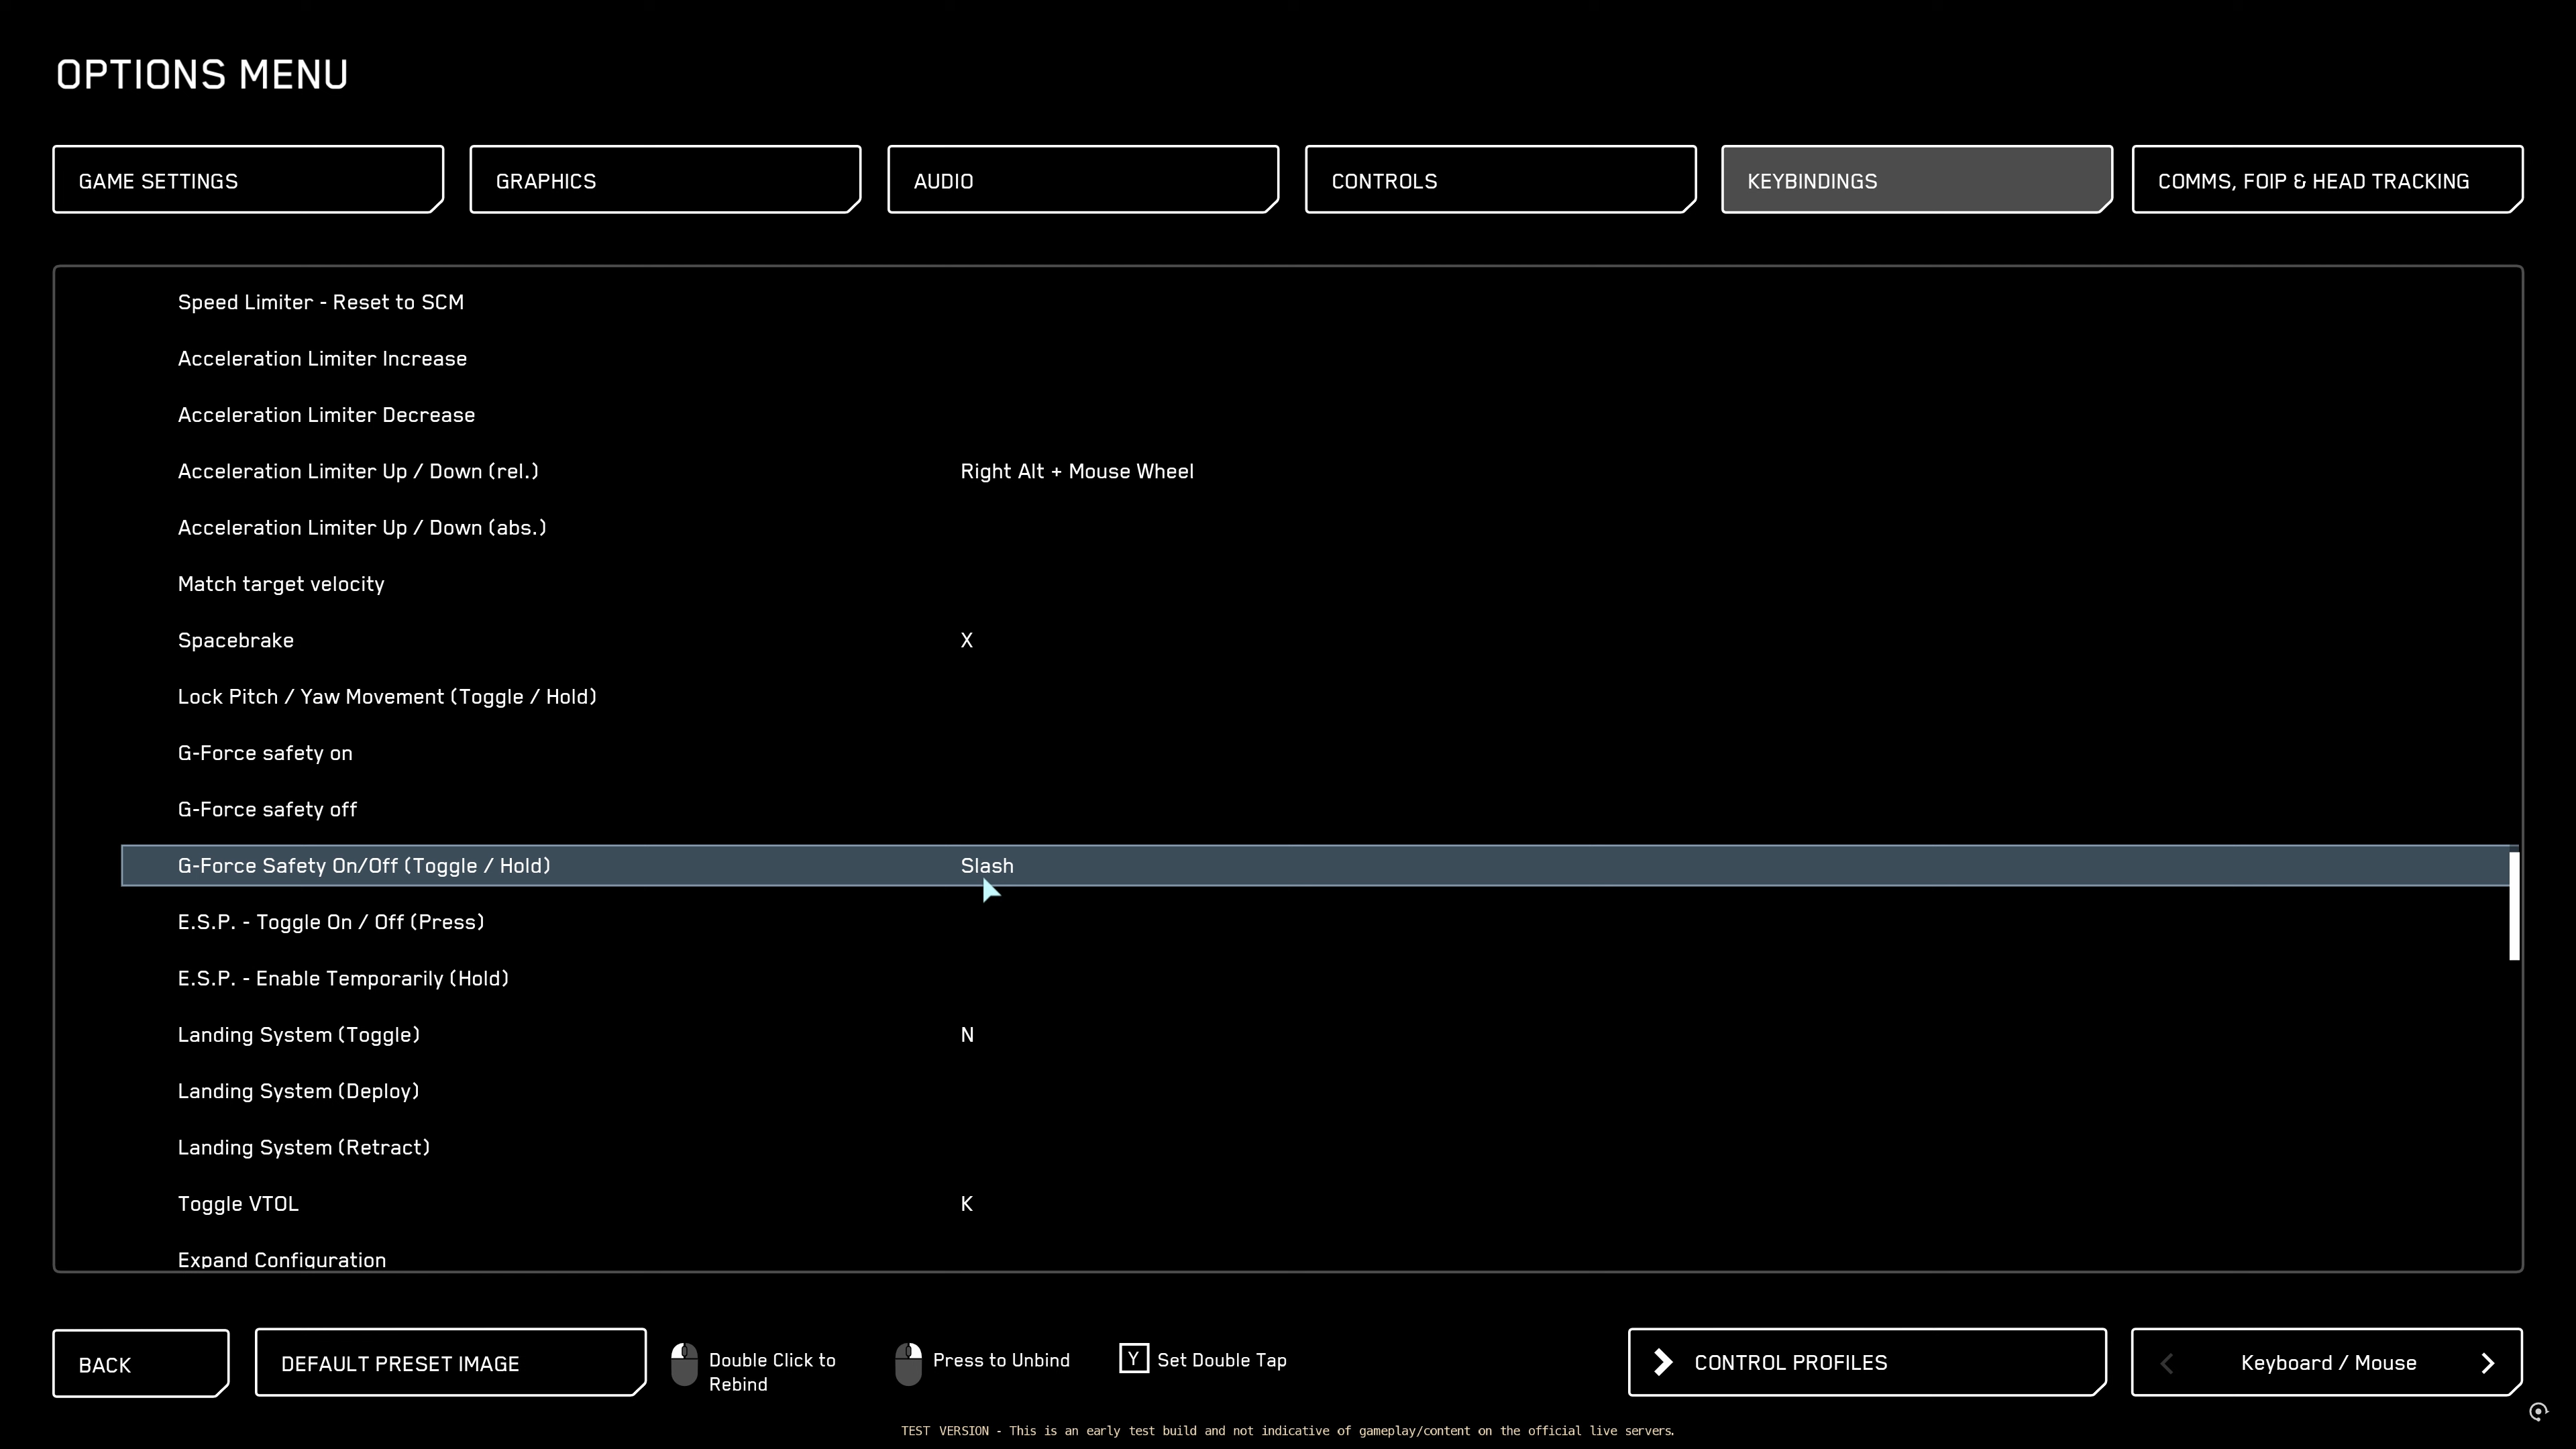 OPTIONS MENU
GAME SETTINGS
GRAPHICS
AUDIO
CONTROLS
KEYBINDINGS
COMMS, FOIP & HEAD TRACKING
Speed Limiter - Reset to SCM
Acceleration Limiter Increase
Acceleration Limiter Decrease
Acceleration Limiter Up / Down (rel.) Right Alt + Mouse Wheel
Acceleration Limiter Up / Down (abs.)
Match target velocity
Spacebrake X
Lock Pitch / Yaw Movement (Toggle / Hold)
G-Force safety on
G-Force safety off
G-Force Safety On/Off (Toggle / Hold) Slash
E.S.P. - Toggle On / Off (Press)
E.S.P. - Enable Temporarily (Hold)
Landing System (Toggle) N
Landing System (Deploy)
Landing System (Retract)
Toggle VTOL K
Expand Configuration
BACK
DEFAULT PRESET IMAGE
Double Click to
Rebind
Press to Unbind
Y Set Double Tap
CONTROL PROFILES
Keyboard / Mouse
TEST VERSION - This is an early test build and not indicative of gameplay/content on the official live servers.